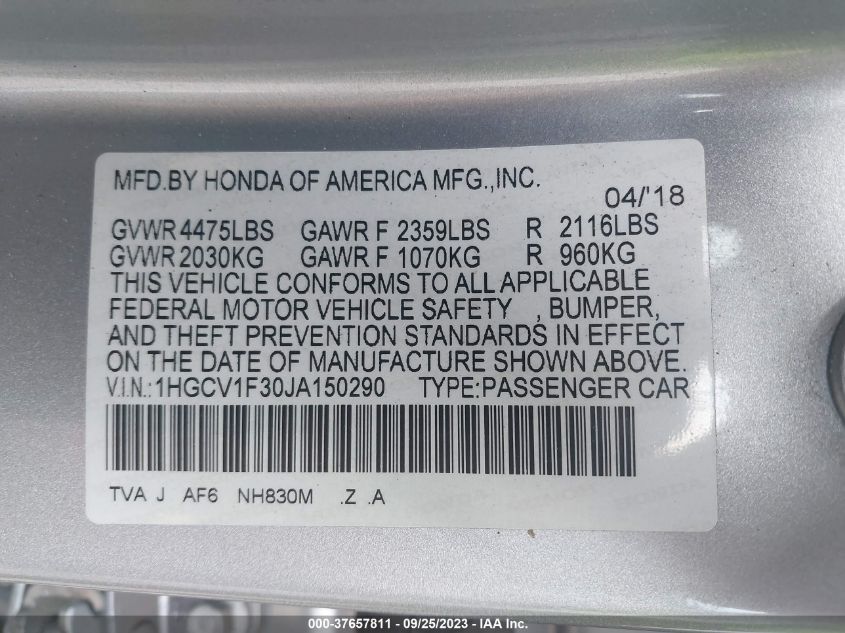 MFD.BY HONDA OF AMERICA MFG.,INC.
04/'18
GVWR 4475LBS GAWR F 2359LBS R 2116LBS
GVWR 2030KG GAWR F 1070KG R 960KG
THIS VEHICLE CONFORMS TO ALL APPLICABLE
FEDERAL MOTOR VEHICLE SAFETY , BUMPER,
AND THEFT PREVENTION STANDARDS IN EFFECT
ON THE DATE OF MANUFACTURE SHOWN ABOVE.
V.I.N.:1HGCV1F30JA150290 TYPE:PASSENGER CAR
TVA J AF6 NH830M .Z .A
000-37657811 - 09/25/2023 - IAA Inc.